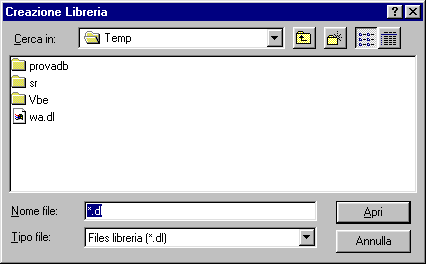 Creazione Libreria
Cerca in: Temp
provadb
sr
Vbe
wa.dl
Nome file: *.dl Apri
Tipo file: Files libreria (*.dl) Annulla